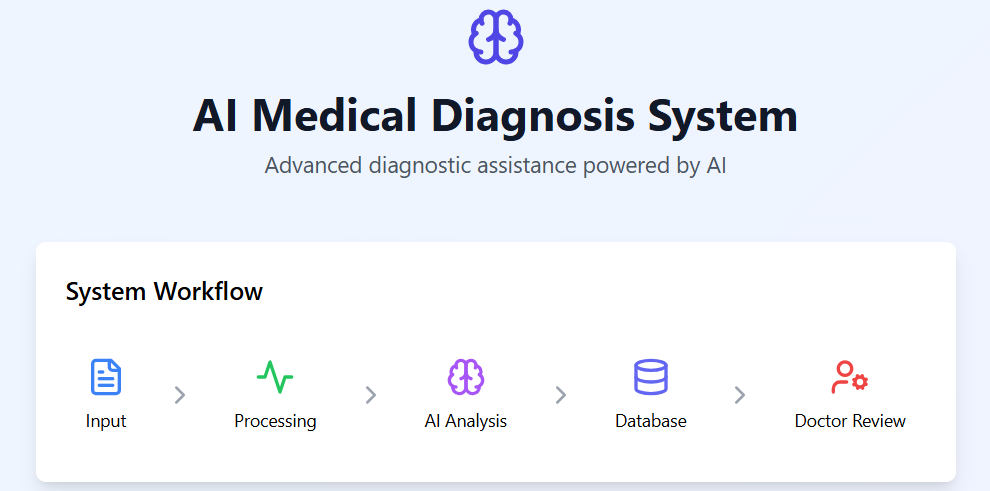 AI Medical Diagnosis System
Advanced diagnostic assistance powered by AI
System Workflow
Input
Processing
AI Analysis
Database
Doctor Review